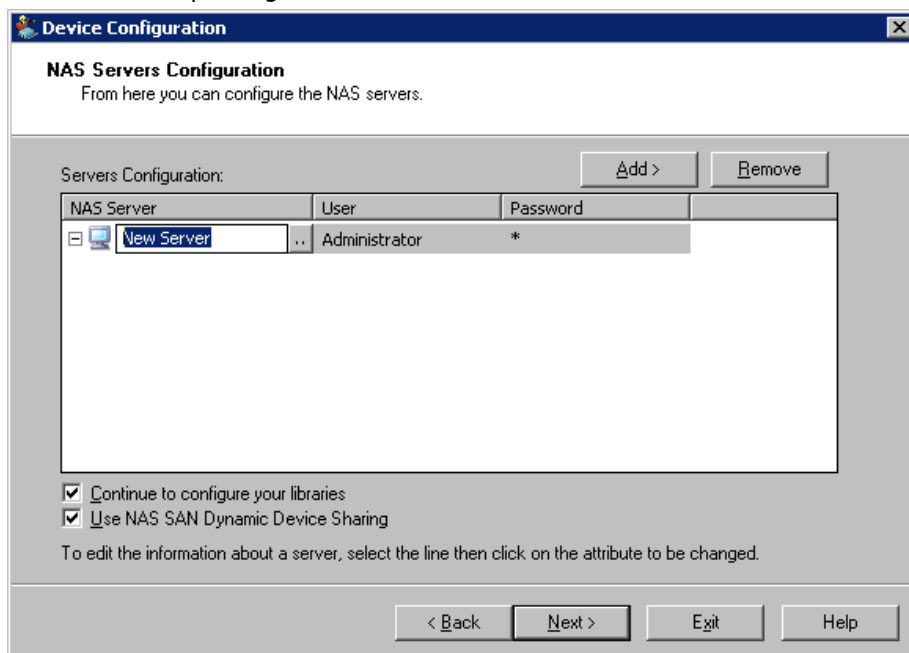 Device Configuration
NAS Servers Configuration
From here you can configure the NAS servers.
Servers Configuration:
Add >
Remove
NAS Server User Password
New Server .. Administrator *
Continue to configure your libraries
Use NAS SAN Dynamic Device Sharing
To edit the information about a server, select the line then click on the attribute to be changed.
< Back Next > Exit Help